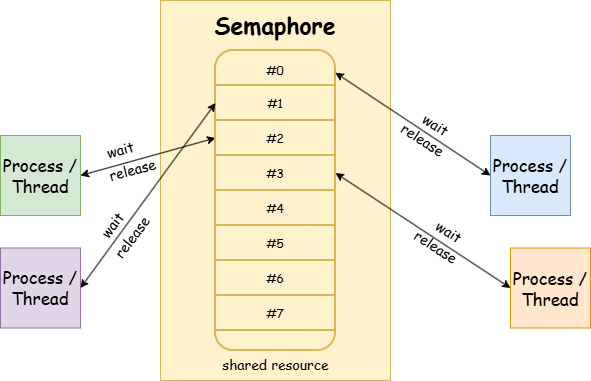 Semaphore
#0
#1
#2
#3
#4
#5
#6
#7
shared resource
Process /
Thread
wait
release
Process /
Thread
wait
release
Process /
Thread
wait
release
Process /
Thread
wait
release